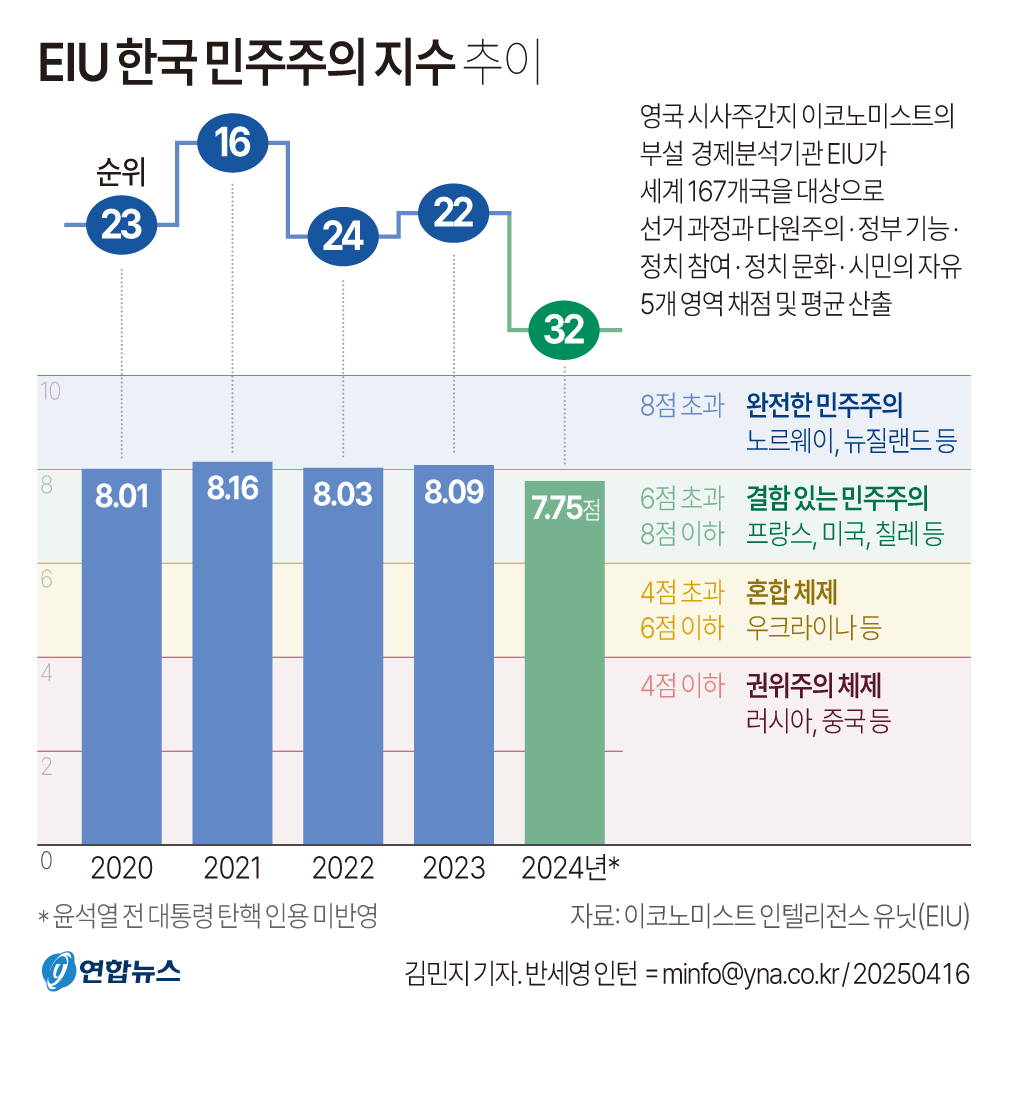 EIU 한국 민주주의 지수 추이
영국 시사주간지 이코노미스트의
부설 경제분석기관 EIU가
세계 167개국을 대상으로
선거 과정과 다원주의·정부 기능·
정치 참여·정치 문화·시민의 자유
5개 영역 채점 및 평균 산출
순위
23
16
24
22
32
10
8
6
4
2
0
8.01
8.16
8.03
8.09
7.75점
8점 초과 완전한 민주주의
노르웨이, 뉴질랜드 등
6점 초과 결함 있는 민주주의
8점 이하 프랑스, 미국, 칠레 등
4점 초과 혼합 체제
6점 이하 우크라이나 등
4점 이하 권위주의 체제
러시아, 중국 등
2020 2021 2022 2023 2024년*
* 윤석열 전 대통령 탄핵 인용 미반영
자료: 이코노미스트 인텔리전스 유닛(EIU)
연합뉴스
김민지 기자. 반세영 인턴 = minfo@yna.co.kr / 20250416